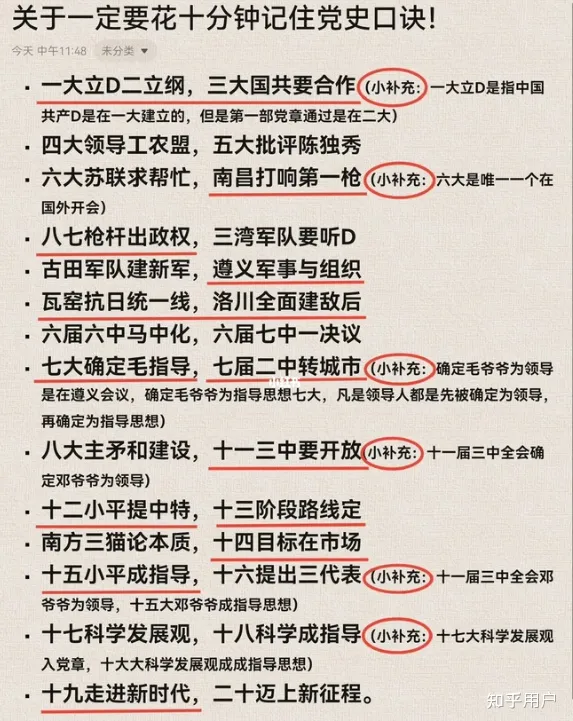 关于一定要花十分钟记住党史口诀!
今天 中午11:48 未分类 ▼
• 一大立D二立纲，三大国共要合作（小补充：一大立D是指中国
共产D是在一大建立的，但是第一部党章通过是在二大）
• 四大领导工农盟，五大批评陈独秀
• 六大苏联求帮忙，南昌打响第一枪（小补充：六大是唯一一个在
国外开会）
• 八七枪杆出政权，三湾军队要听D
• 古田军队建新军，遵义军事与组织
• 瓦窑抗日统一线，洛川全面建敌后
• 六届六中马中化，六届七中一决议
• 七大确定毛指导，七届二中转城市（小补充：确定毛爷爷为领导
是在遵义会议，确定毛爷爷为指导思想七大，凡是领导人都是先被确定为领导，
再确定为指导思想）
• 八大主矛和建设，十一三中要开放（小补充：十一届三中全会确
定邓爷爷为领导）
• 十二小平提中特，十三阶段路线定
• 南方三猫论本质，十四目标在市场
• 十五小平成指导，十六提出三代表（小补充：十一届三中全会邓
爷爷为领导，十五大邓爷爷成指导思想）
• 十七科学发展观，十八科学成指导（小补充：十七大科学发展观
入党章，十大大科学发展观成成指导思想）
• 十九走进新时代，二十迈上新征程。
知乎用户